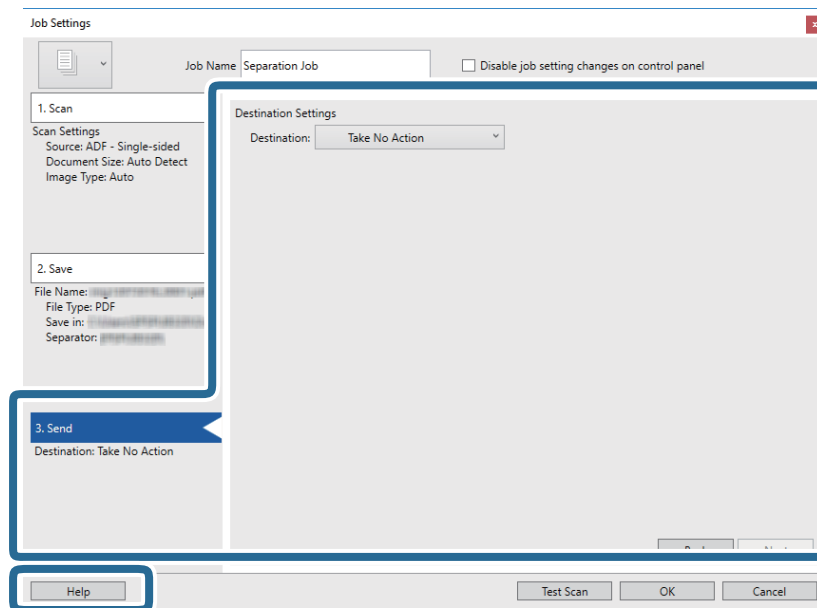 Job Settings
Job Name Separation Job Disable job setting changes on control panel
1. Scan
Scan Settings
Source: ADF - Single-sided
Document Size: Auto Detect
Image Type: Auto
2. Save
File Name:
File Type: PDF
Save in:
Separator:
3. Send
Destination: Take No Action
Destination Settings
Destination: Take No Action
Help Test Scan OK Cancel